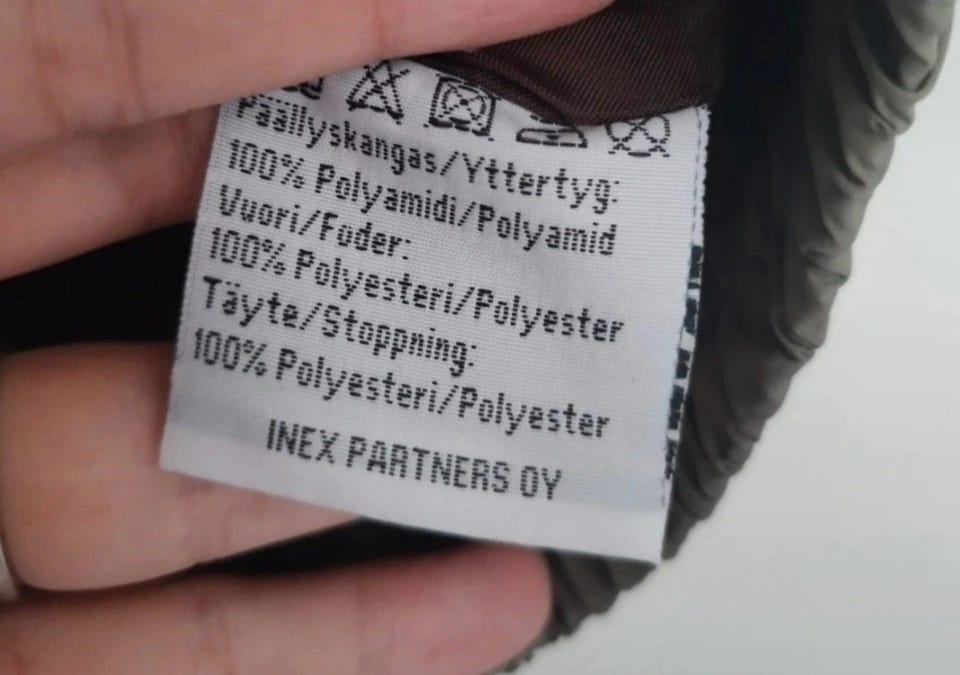 Päällyskangas/Yttertyg:
100% Polyamidi/Polyamid
Vuori/Foder:
100% Polyesteri/Polyester
Täyte/Stoppning:
100% Polyesteri/Polyester
INEX PARTNERS OY